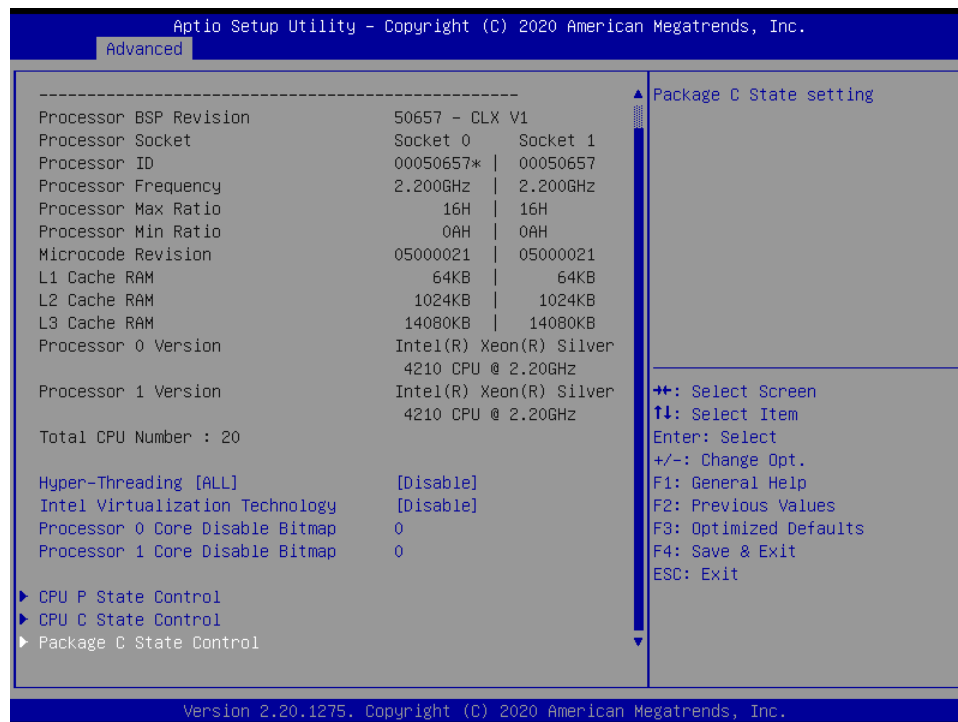 Aptio Setup Utility – Copyright (C) 2020 American Megatrends, Inc.
Advanced
--------------------------------------------------
Processor BSP Revision 50657 - CLX V1
Processor Socket Socket 0 Socket 1
Processor ID 00050657* | 00050657
Processor Frequency 2.200GHz | 2.200GHz
Processor Max Ratio 16H | 16H
Processor Min Ratio 0AH | 0AH
Microcode Revision 05000021 | 05000021
L1 Cache RAM 64KB | 64KB
L2 Cache RAM 1024KB | 1024KB
L3 Cache RAM 14080KB | 14080KB
Processor 0 Version Intel(R) Xeon(R) Silver
4210 CPU @ 2.20GHz
Processor 1 Version Intel(R) Xeon(R) Silver
4210 CPU @ 2.20GHz
Total CPU Number : 20
Hyper-Threading [ALL] [Disable]
Intel Virtualization Technology [Disable]
Processor 0 Core Disable Bitmap 0
Processor 1 Core Disable Bitmap 0
CPU P State Control
CPU C State Control
Package C State Control
Package C State setting
→←: Select Screen
↑↓: Select Item
Enter: Select
+/-: Change Opt.
F1: General Help
F2: Previous Values
F3: Optimized Defaults
F4: Save & Exit
ESC: Exit
Version 2.20.1275. Copyright (C) 2020 American Megatrends, Inc.